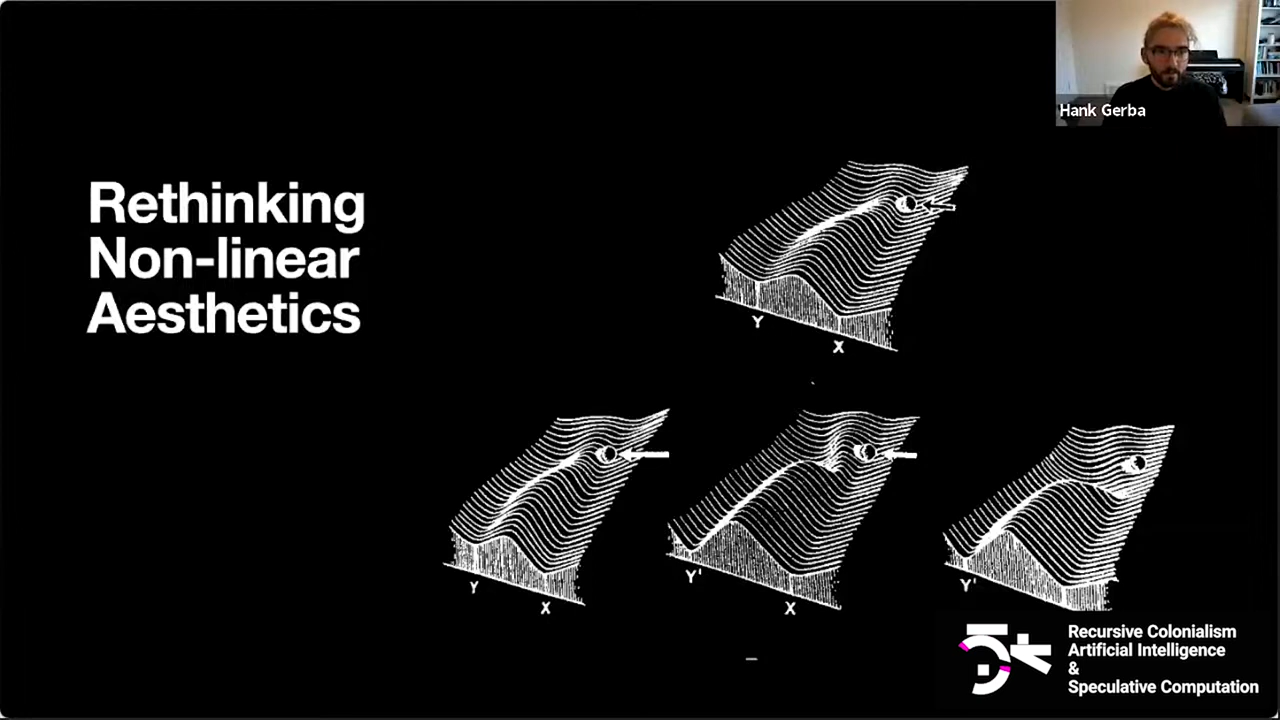 Hank Gerba
Rethinking
Non-linear
Aesthetics
Y
X
Y
X
Y'
X
Y'
Recursive Colonialism
Artificial Intelligence
&
Speculative Computation